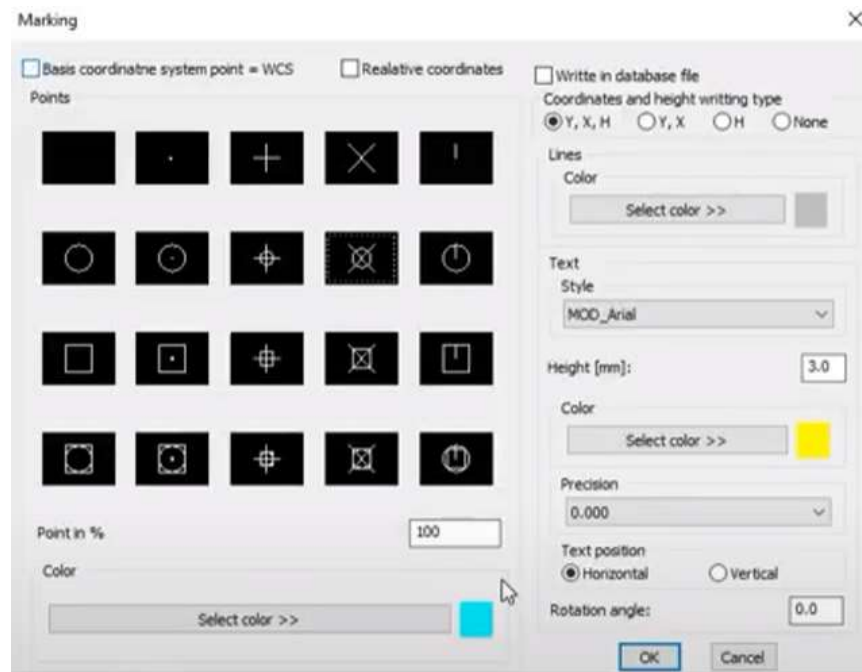 Marking
Basis coordinatne system point = WCS
Realative coordinates
Writte in database file
Points
Coordinates and height writting type
Y, X, H
Y, X
H
None
Lines
Color
Select color >>
Text
Style
MOD_Arial
Height [mm]:
3.0
Color
Select color >>
Precision
0.000
Text position
Horizontal
Vertical
Rotation angle:
0.0
Point in %
100
Color
Select color >>
OK
Cancel